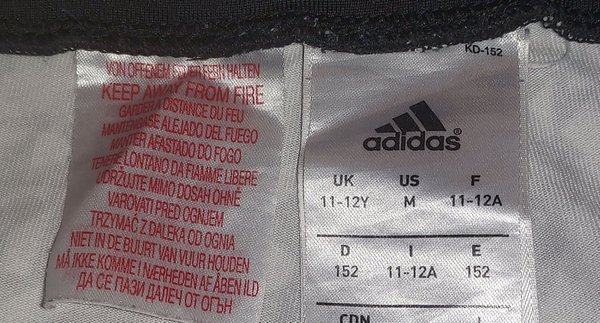 VON OFFENEM FEUER FERN HALTEN
KEEP AWAY FROM FIRE
GARDER A DISTANCE DU FEU
MANTENGASE ALEJADO DEL FUEGO
MANTER AFASTADO DO FOGO
TENERE LONTANO DA FIAMME LIBERE
UDRŽUJTE MIMO DOSAH OHNĚ
VAROVATI PRED OGNJEM
TRZYMAĆ Z DALEKA OD OGNIA
NIET IN DE BUURT VAN VUUR HOUDEN
MÅ IKKE KOMME I NÆRHEDEN AF ÅBEN ILD
ДА СЕ ПАЗИ ДАЛЕЧ ОТ ОГЪН
KD-152
adidas®
UK US F
11-12Y M 11-12A
D I E
152 11-12A 152
CDN J